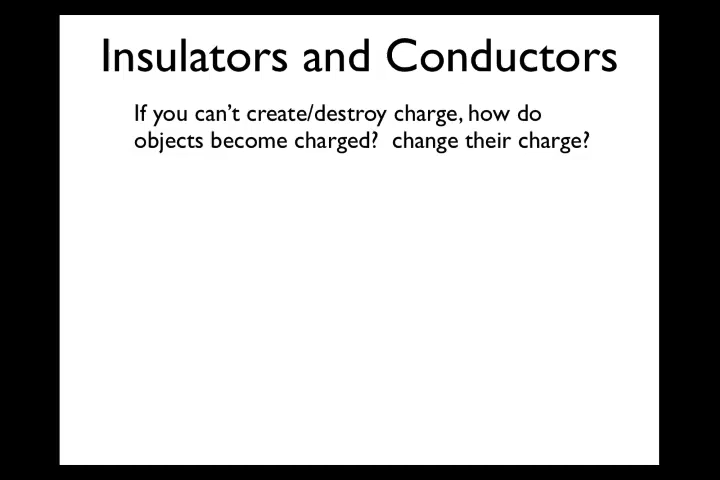 Insulators and Conductors
If you can’t create/destroy charge, how do
objects become charged?  change their charge?